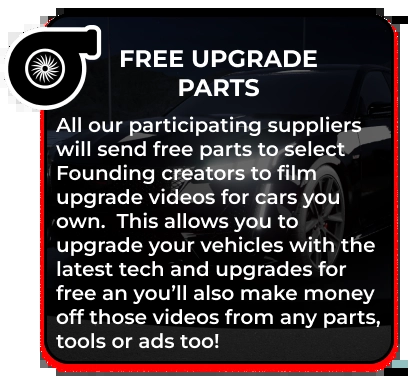 FREE UPGRADE
PARTS
All our participating suppliers
will send free parts to select
Founding creators to film
upgrade videos for cars you
own.  This allows you to
upgrade your vehicles with the
latest tech and upgrades for
free an you'll also make money
off those videos from any parts,
tools or ads too!